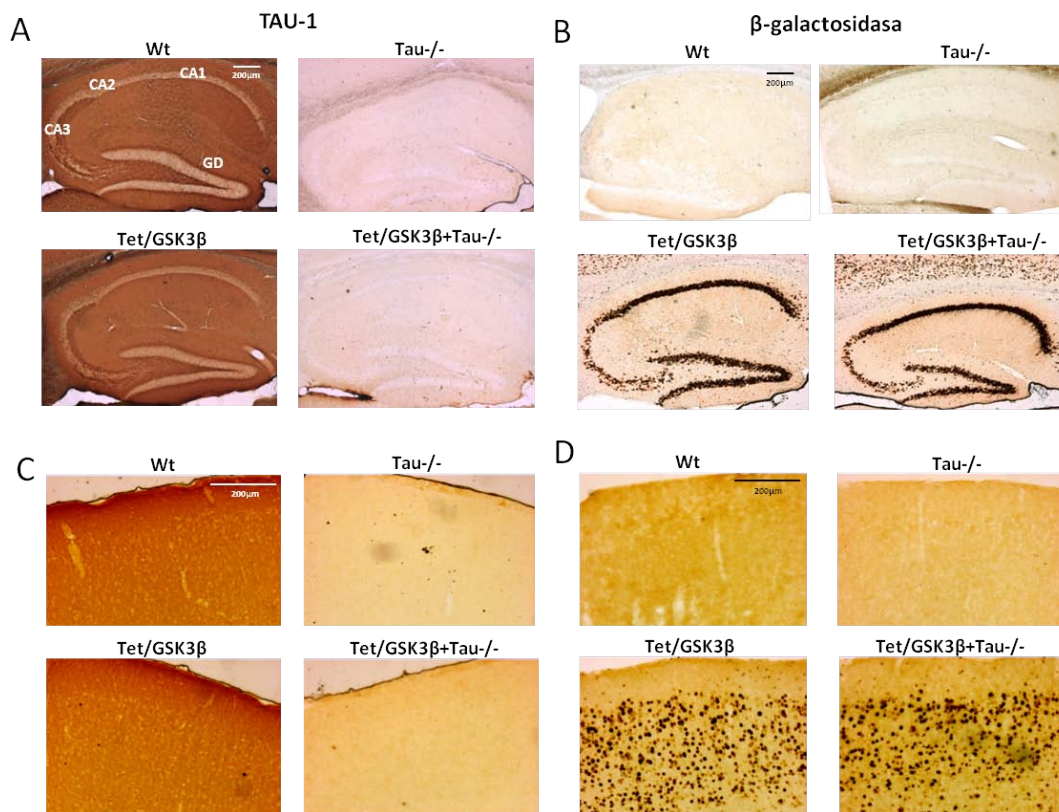 TAU-1
β-galactosidasa
A
Wt
Tau-/-
CA1
CA2
CA3
GD
200µm
Tet/GSK3β
Tet/GSK3β+Tau-/-
B
Wt
Tau-/-
200µm
Tet/GSK3β
Tet/GSK3β+Tau-/-
C
Wt
Tau-/-
200µm
Tet/GSK3β
Tet/GSK3β+Tau-/-
D
Wt
Tau-/-
200µm
Tet/GSK3β
Tet/GSK3β+Tau-/-